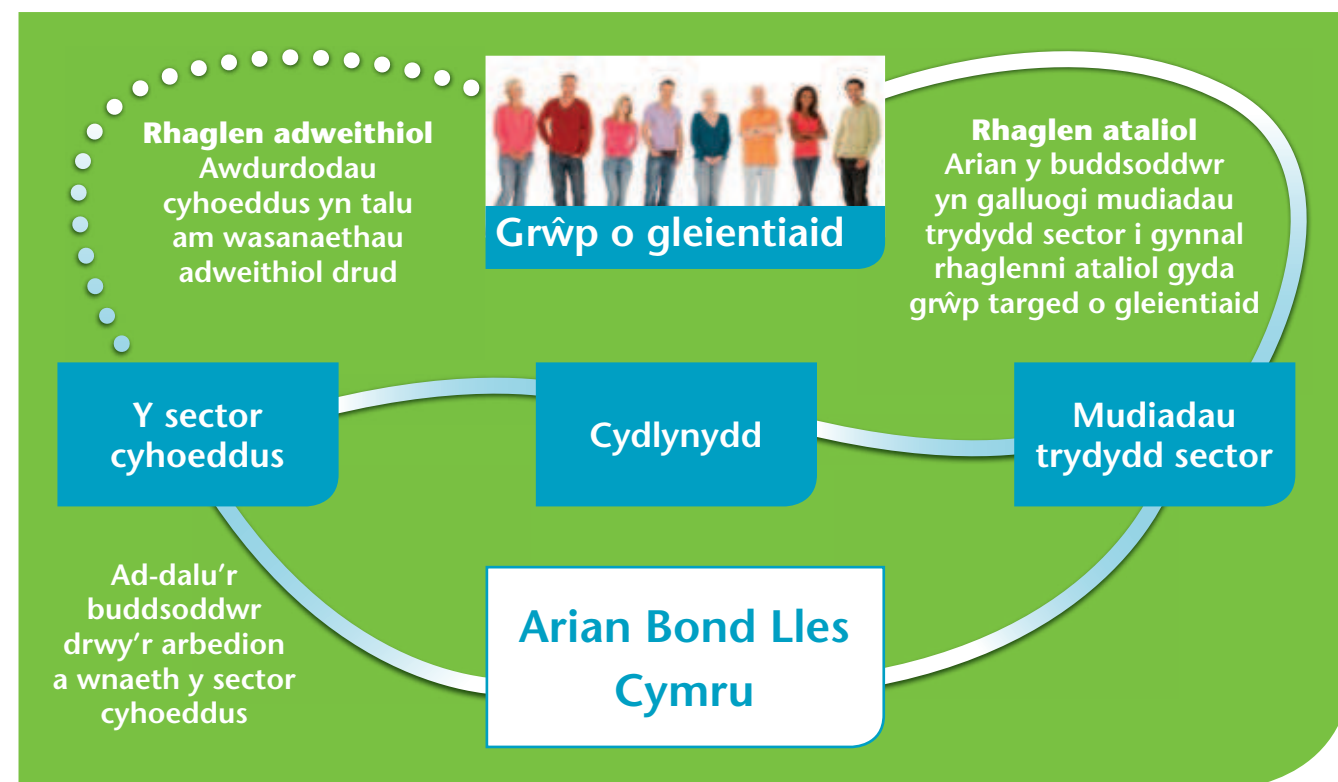 Rhaglen adweithiol
Awdurdodau
cyhoeddus yn talu
am wasanaethau
adweithiol drud
Grŵp o gleientiaid
Rhaglen ataliol
Arian y buddsoddwr
yn galluogi mudiadau
trydydd sector i gynnal
rhaglenni ataliol gyda
grŵp targed o gleientiaid
Y sector
cyhoeddus
Cydlynydd
Mudiadau
trydydd sector
Ad-dalu’r
buddsoddwr
drwy’r arbedion
a wnaeth y sector
cyhoeddus
Arian Bond Lles
Cymru